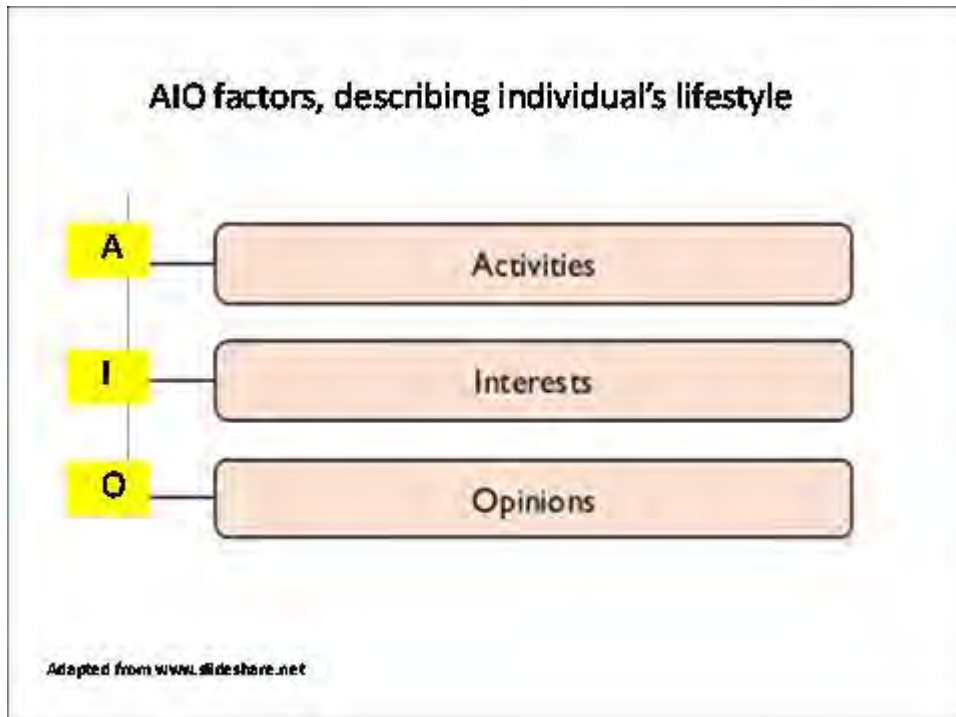 AIO factors, describing individual's lifestyle
A
Activities
I
Interests
O
Opinions
Adapted from www.slideshare.net